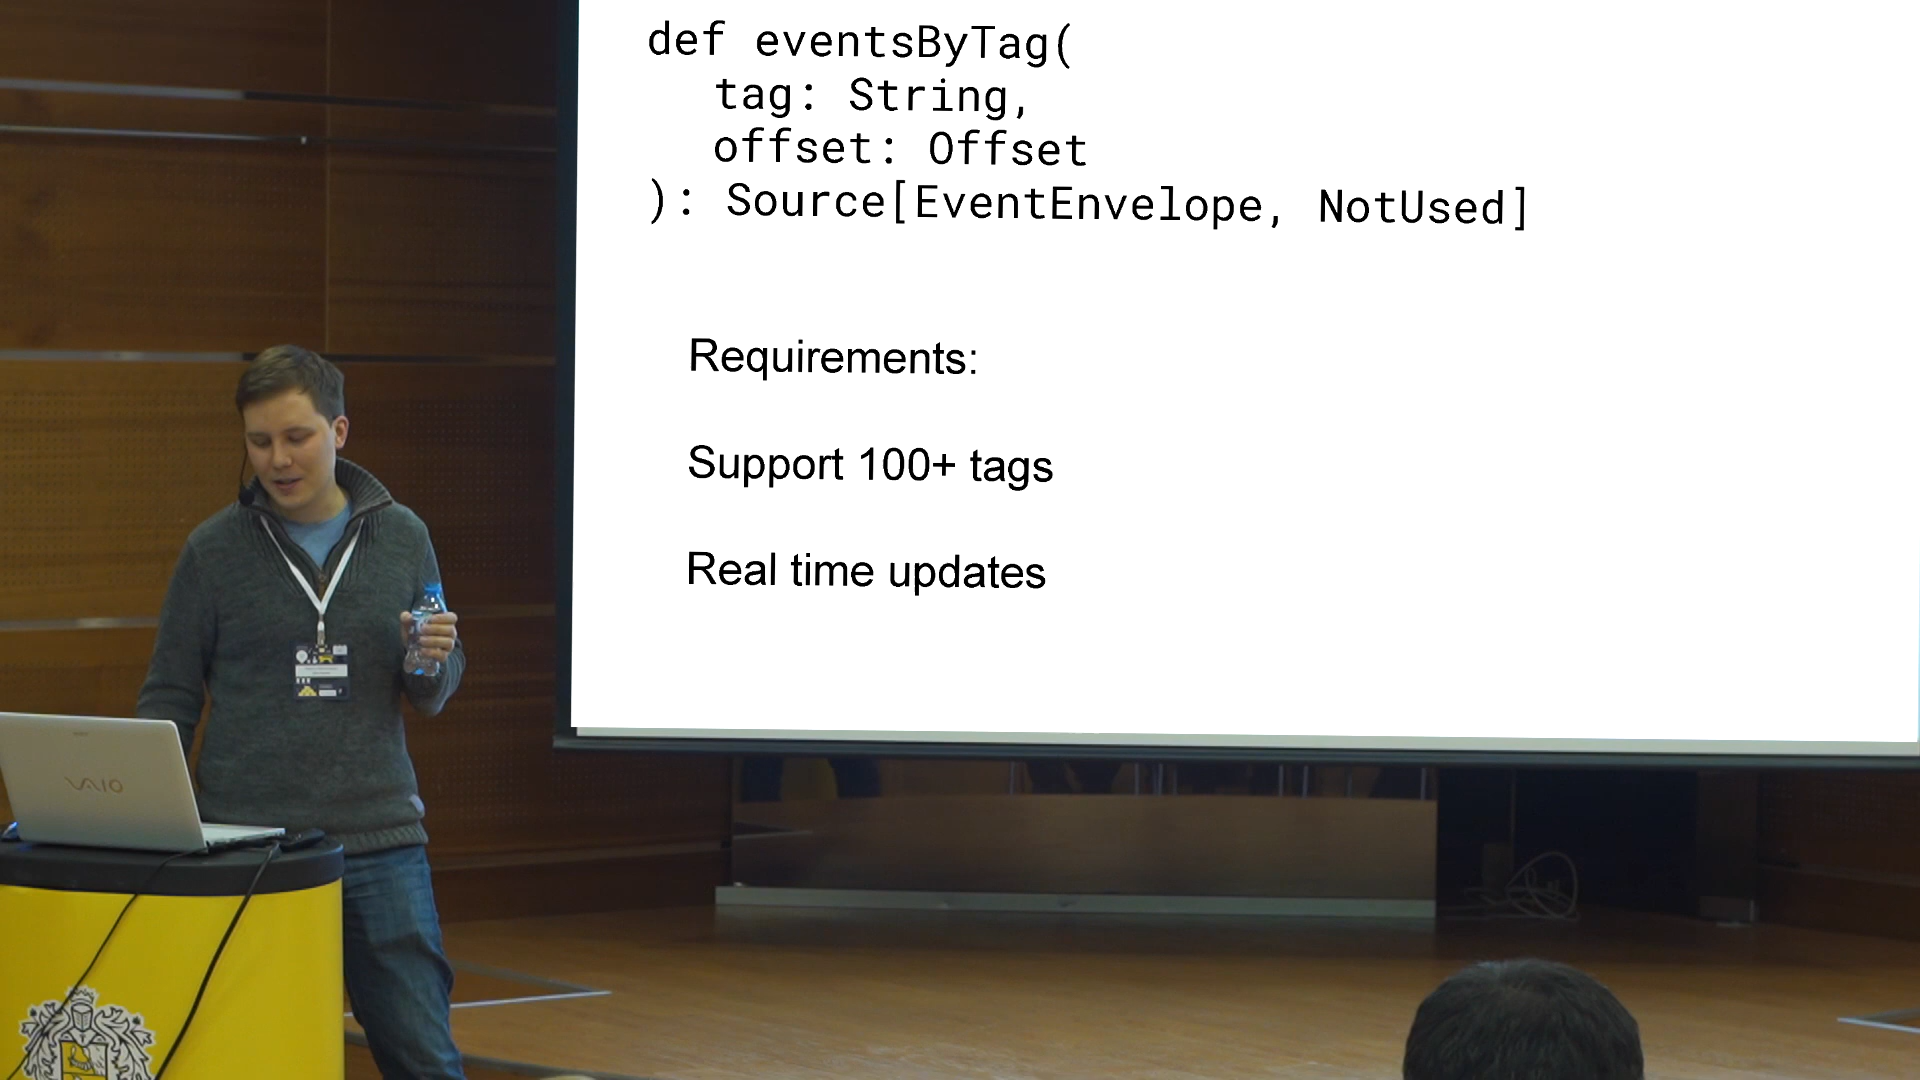 def eventsByTag(
tag: String,
offset: Offset
): Source[EventEnvelope, NotUsed]
Requirements:
Support 100+ tags
Real time updates
VAIO